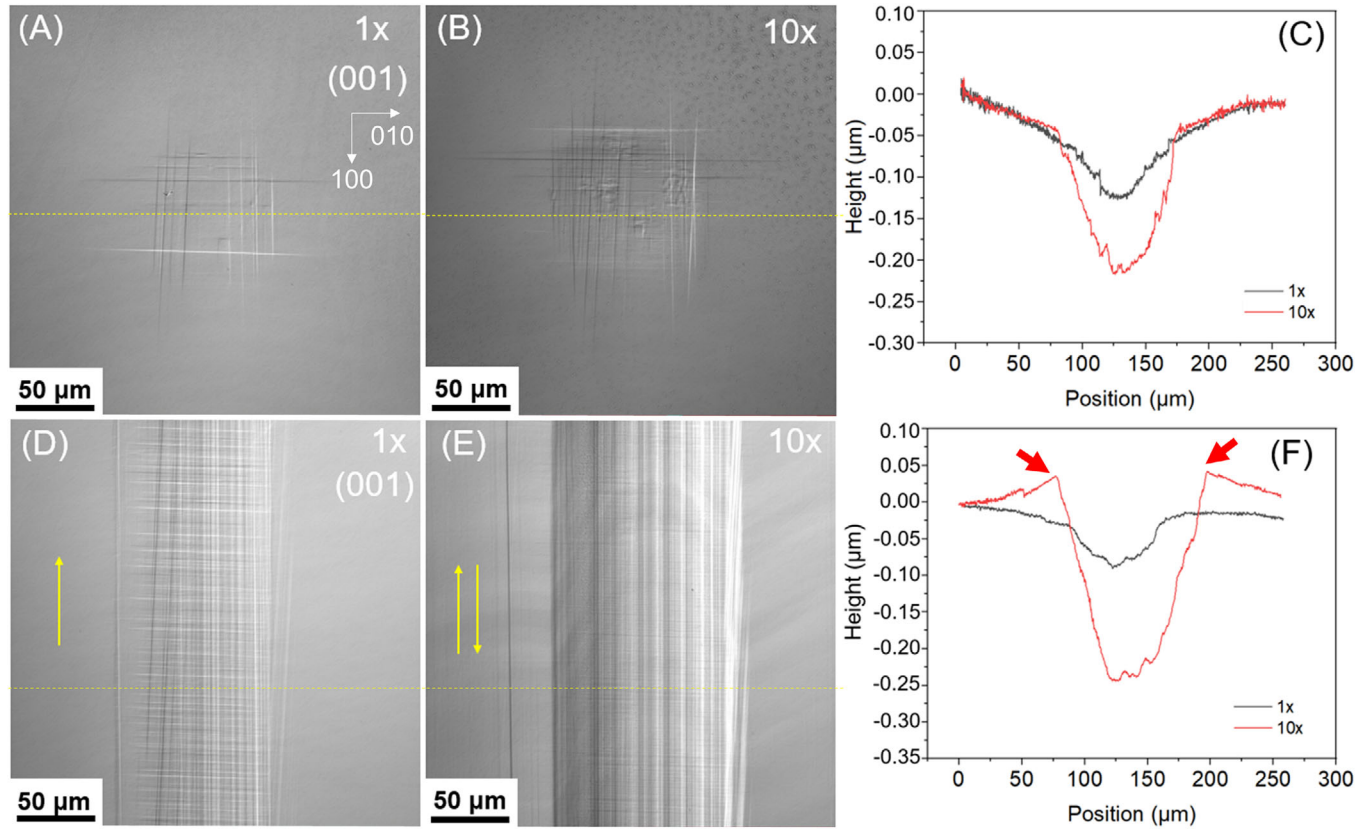 (A)
1x
(001)
010
100
50 µm
(B)
10x
50 µm
(C)
0.10
0.05
0.00
-0.05
-0.10
-0.15
-0.20
-0.25
-0.30
Height (µm)
1x
10x
0 50 100 150 200 250 300
Position (µm)
(D)
1x
(001)
50 µm
(E)
10x
50 µm
(F)
0.10
0.05
0.00
-0.05
-0.10
-0.15
-0.20
-0.25
-0.30
-0.35
Height (µm)
1x
10x
0 50 100 150 200 250 300
Position (µm)